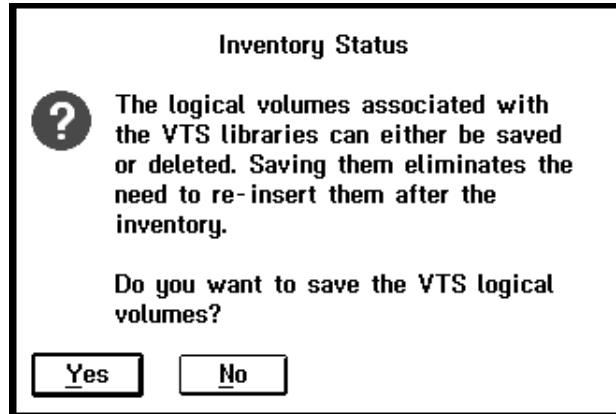 Inventory Status
?
The logical volumes associated with
the VTS libraries can either be saved
or deleted. Saving them eliminates the
need to re-insert them after the
inventory.
Do you want to save the VTS logical
volumes?
Yes No